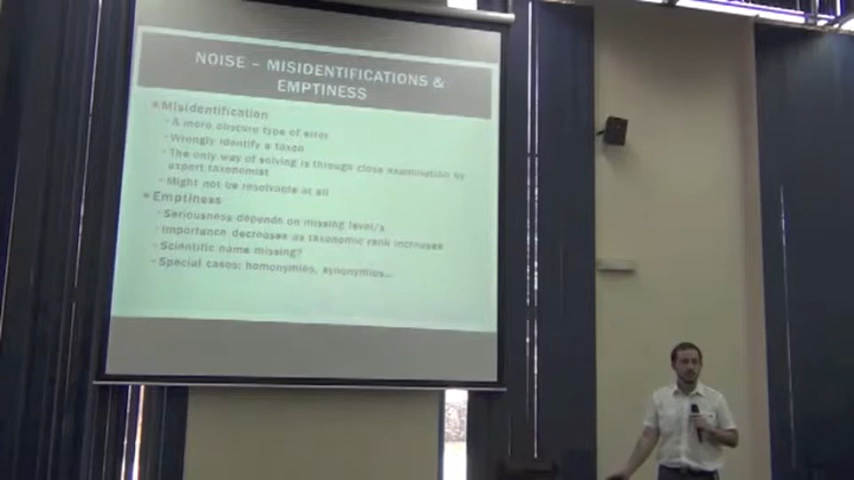 NOISE – MISIDENTIFICATIONS &
EMPTINESS
Misidentification
A more obscure type of error
Wrongly identify a taxon
The only way of solving is through close examination by
expert taxonomist
Might not be resolvable at all
Emptiness
Seriousness depends on missing level/s
Importance decreases as taxonomic rank increases
Scientific name missing?
Special cases: homonymies, synonymies...